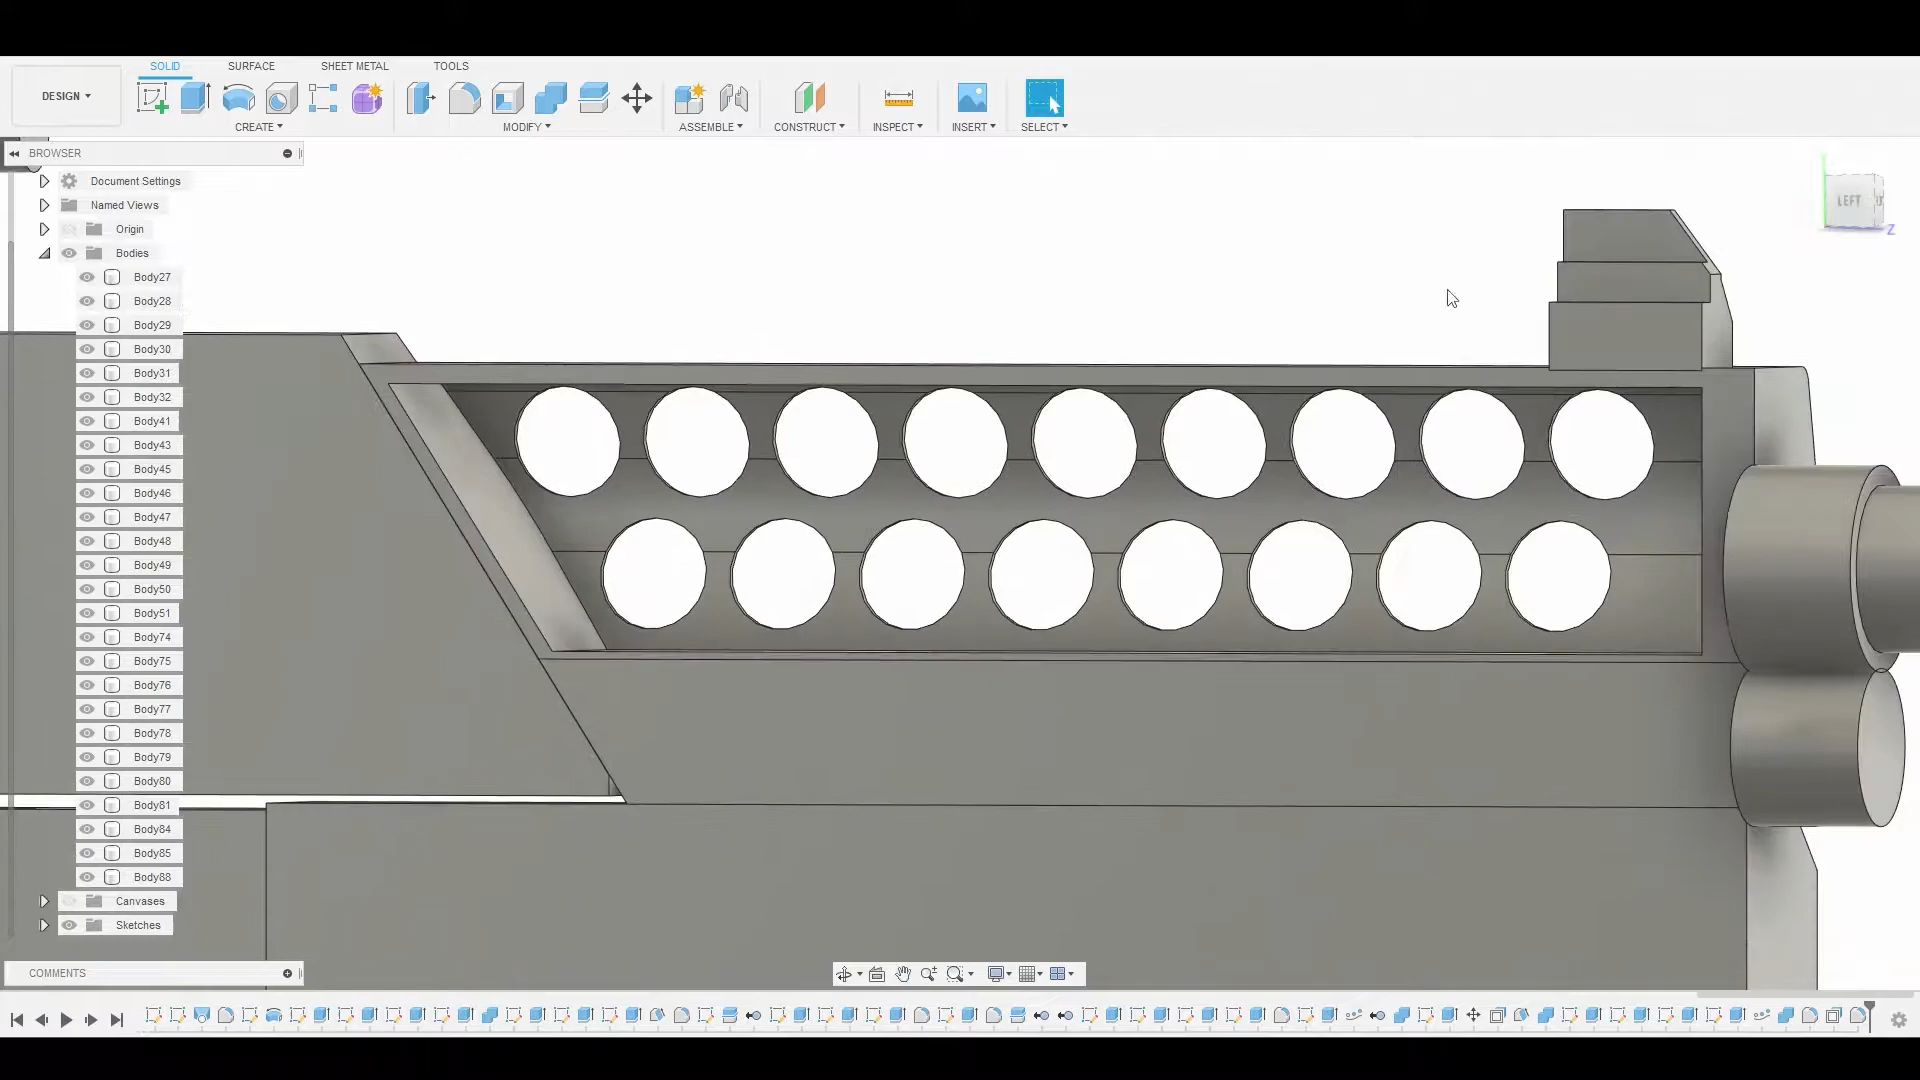 SOLID
SURFACE
SHEET METAL
TOOLS
DESIGN
CREATE
MODIFY
ASSEMBLE
CONSTRUCT
INSPECT
INSERT
SELECT
BROWSER
Document Settings
Named Views
Origin
Bodies
Body27
Body28
Body29
Body30
Body31
Body32
Body41
Body43
Body45
Body46
Body47
Body48
Body49
Body50
Body51
Body74
Body75
Body76
Body77
Body78
Body79
Body80
Body81
Body84
Body85
Body88
Canvases
Sketches
COMMENTS
LEFT
Z